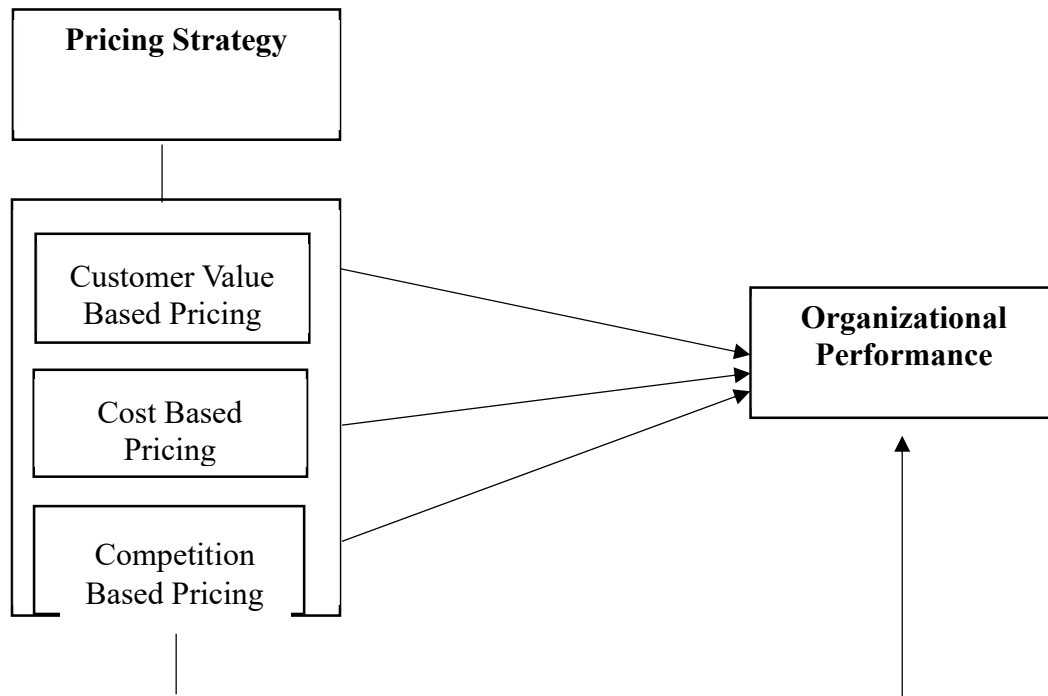 Pricing Strategy
Customer Value
Based Pricing
Cost Based
Pricing
Competition
Based Pricing
Organizational
Performance